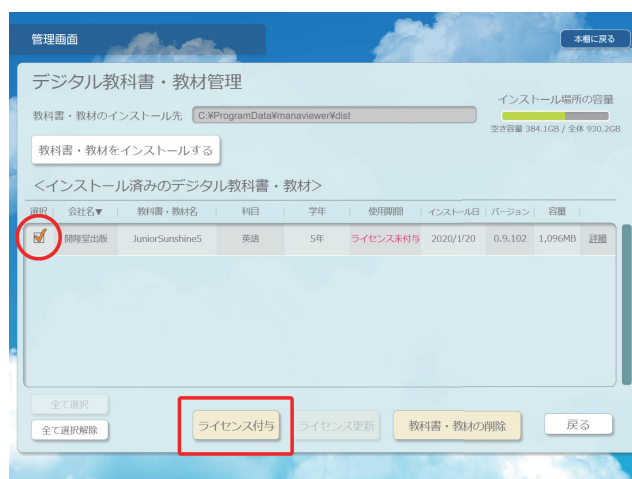 管理画面
本棚に戻る
デジタル教科書・教材管理
インストール場所の容量
教科書・教材のインストール先 C:¥ProgramData¥manaviewer¥dist
空き容量 384.1GB / 全体 930.2GB
教科書・教材をインストールする
<インストール済みのデジタル教科書・教材>
選択 会社名▼ 教科書・教材名 科目 学年 使用期間 インストール日 バージョン 容量
開隆堂出版 JuniorSunshine5 英語 5年 ライセンス未付与 2020/1/20 0.9.102 1,096MB 詳細
全て選択
全て選択解除
ライセンス付与 ライセンス更新 教科書・教材の削除 戻る